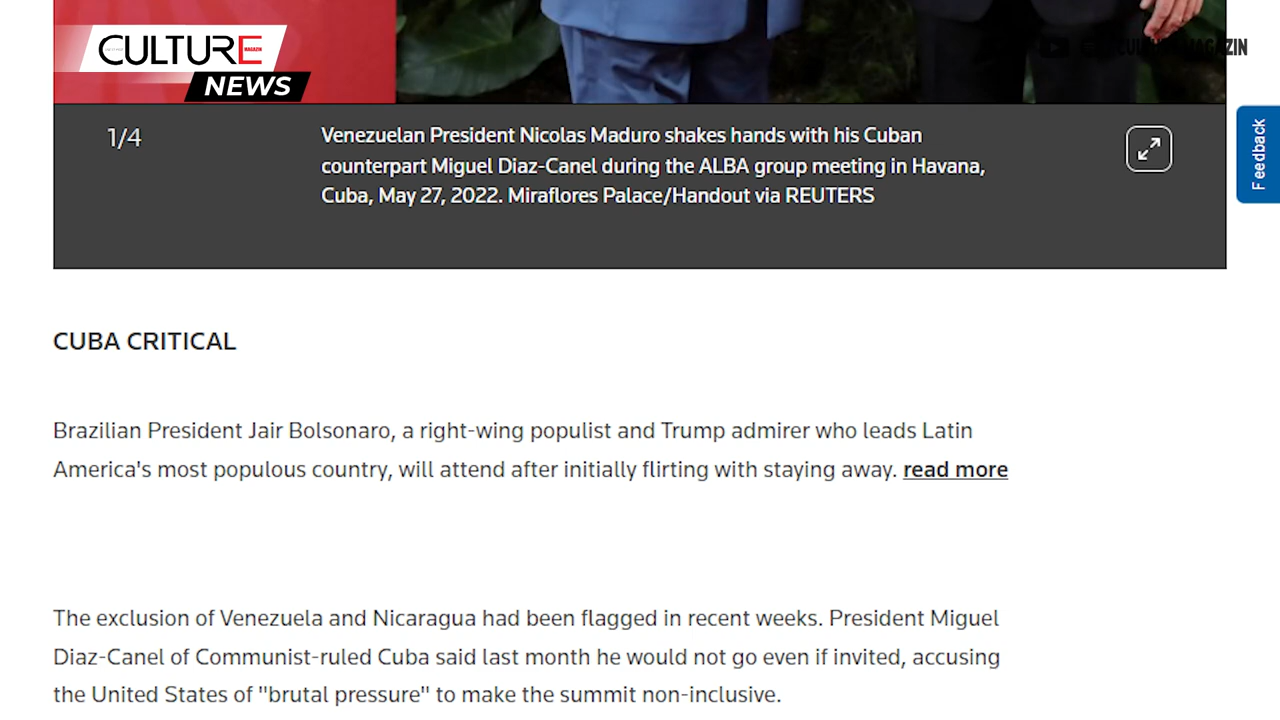 CULTURE
MAGAZIN
NEWS
1/4
Venezuelan President Nicolas Maduro shakes hands with his Cuban
counterpart Miguel Diaz-Canel during the ALBA group meeting in Havana,
Cuba, May 27, 2022. Miraflores Palace/Handout via REUTERS
Feedback
CUBA CRITICAL
Brazilian President Jair Bolsonaro, a right-wing populist and Trump admirer who leads Latin
America's most populous country, will attend after initially flirting with staying away. read more
The exclusion of Venezuela and Nicaragua had been flagged in recent weeks. President Miguel
Diaz-Canel of Communist-ruled Cuba said last month he would not go even if invited, accusing
the United States of "brutal pressure" to make the summit non-inclusive.